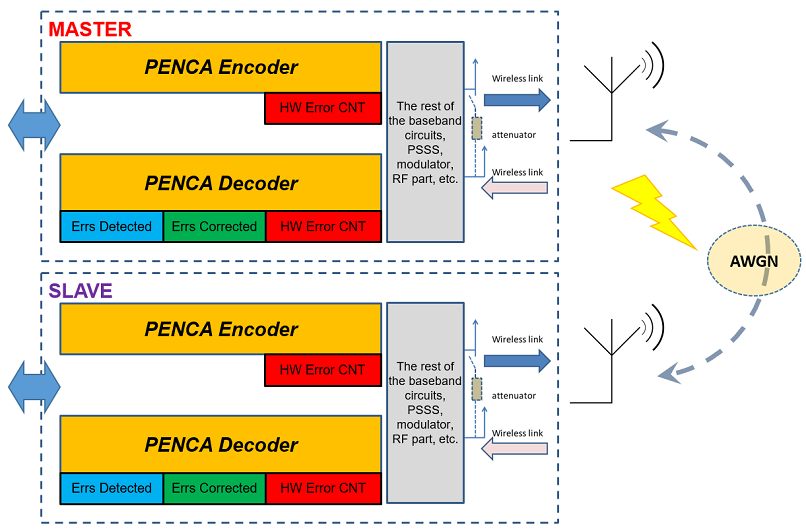 MASTER
PENCA Encoder
HW Error CNT
PENCA Decoder
Errs Detected
Errs Corrected
HW Error CNT
The rest of
the baseband
circuits,
PSSS,
modulator,
RF part, etc.
Wireless link
attenuator
Wireless link
AWGN
SLAVE
PENCA Encoder
HW Error CNT
PENCA Decoder
Errs Detected
Errs Corrected
HW Error CNT
The rest of
the baseband
circuits,
PSSS,
modulator,
RF part, etc.
Wireless link
attenuator
Wireless link